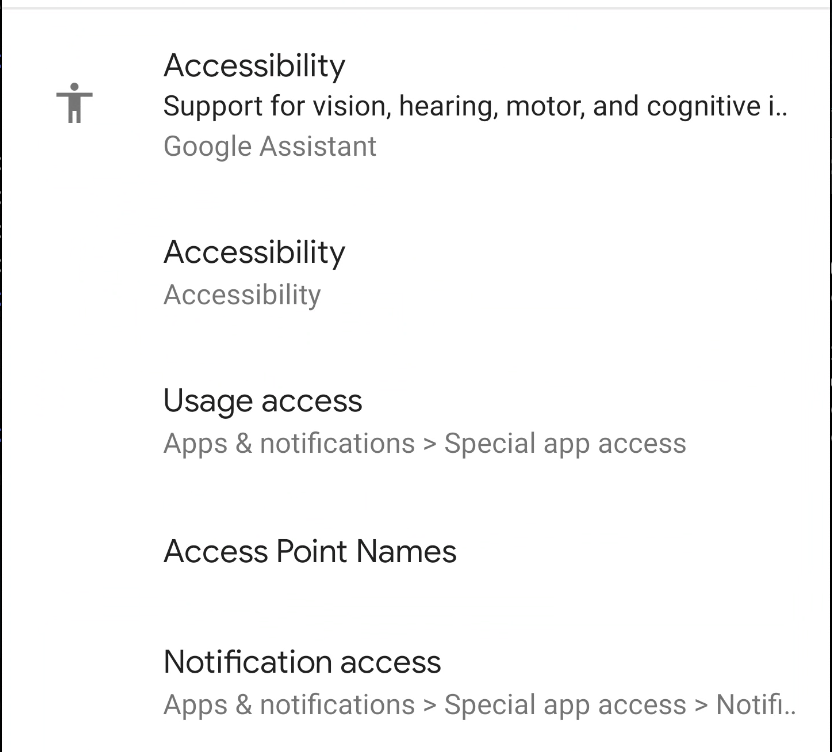 Accessibility
Support for vision, hearing, motor, and cognitive i..
Google Assistant
Accessibility
Accessibility
Usage access
Apps & notifications > Special app access
Access Point Names
Notification access
Apps & notifications > Special app access > Notifi..